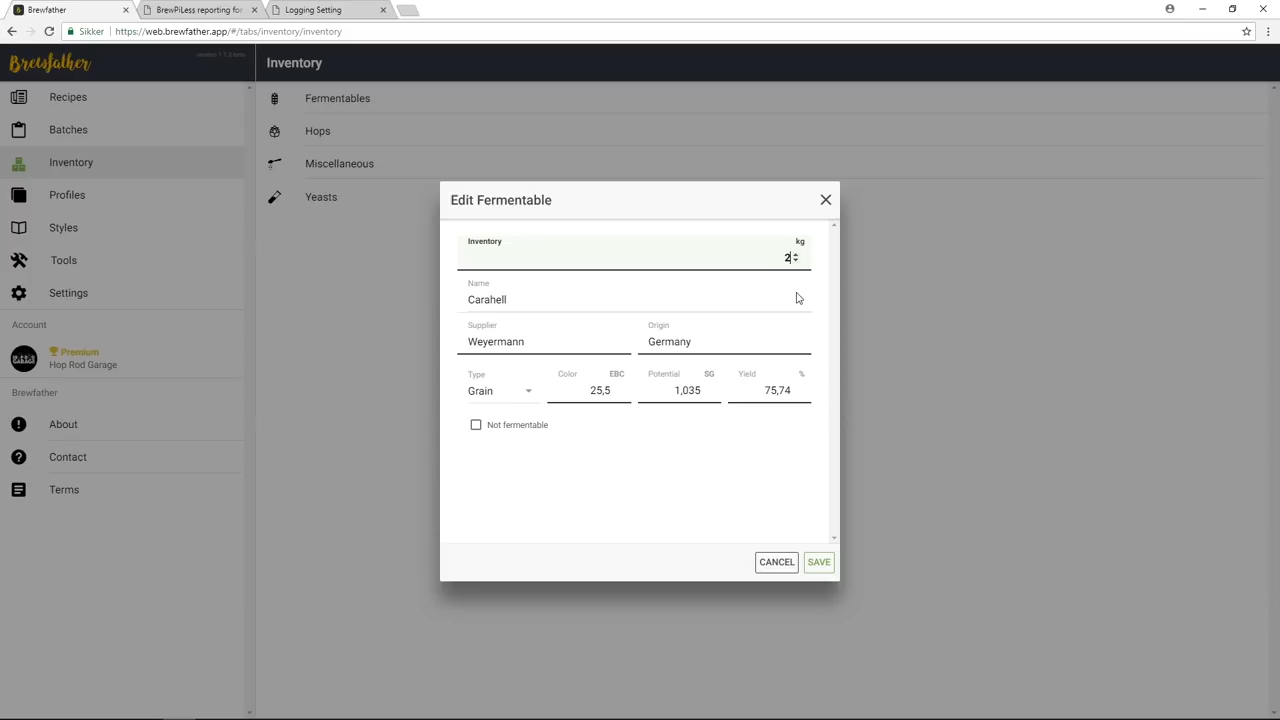 Brewfather
BrewPiLess reporting for
Logging Setting
Sikker
https://web.brewfather.app/#/tabs/inventory/inventory
Brewfather
Inventory
Recipes
Batches
Inventory
Profiles
Styles
Tools
Settings
Account
Premium
Hop Rod Garage
Brewfather
About
Contact
Terms
Fermentables
Hops
Miscellaneous
Yeasts
Edit Fermentable
Inventory kg
2
Name
Carahell
Supplier Origin
Weyermann Germany
Type Color EBC Potential SG Yield %
Grain 25,5 1,035 75,74
Not fermentable
CANCEL SAVE